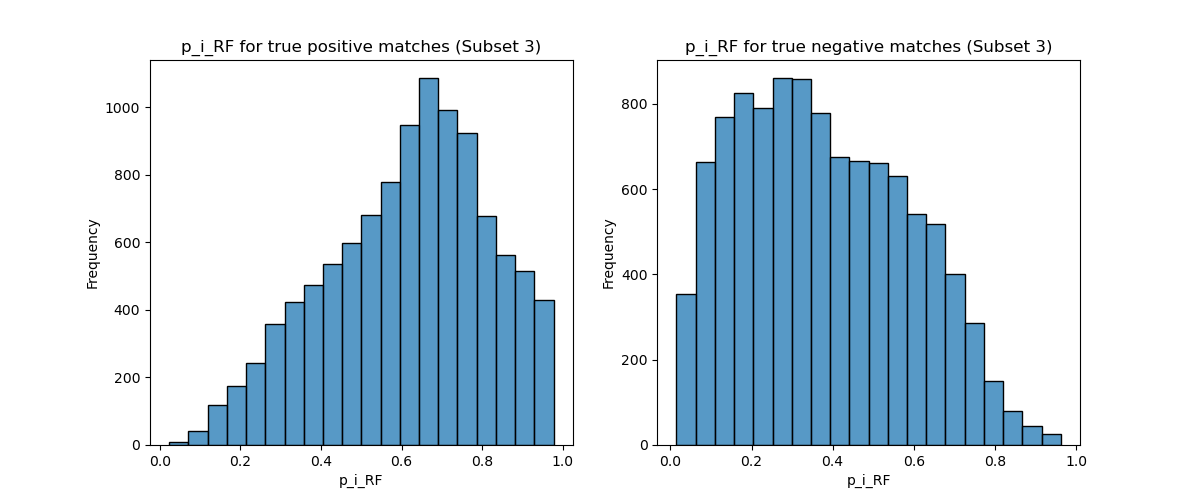 p_i_RF for true positive matches (Subset 3)
Frequency
1000
800
600
400
200
0
0.0 0.2 0.4 0.6 0.8 1.0
p_i_RF
p_i_RF for true negative matches (Subset 3)
Frequency
800
600
400
200
0
0.0 0.2 0.4 0.6 0.8 1.0
p_i_RF